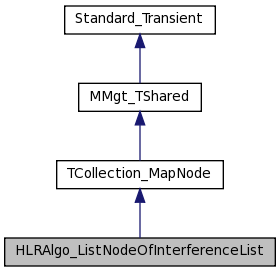 Standard_Transient
MMgt_TShared
TCollection_MapNode
HLRAlgo_ListNodeOfInterferenceList